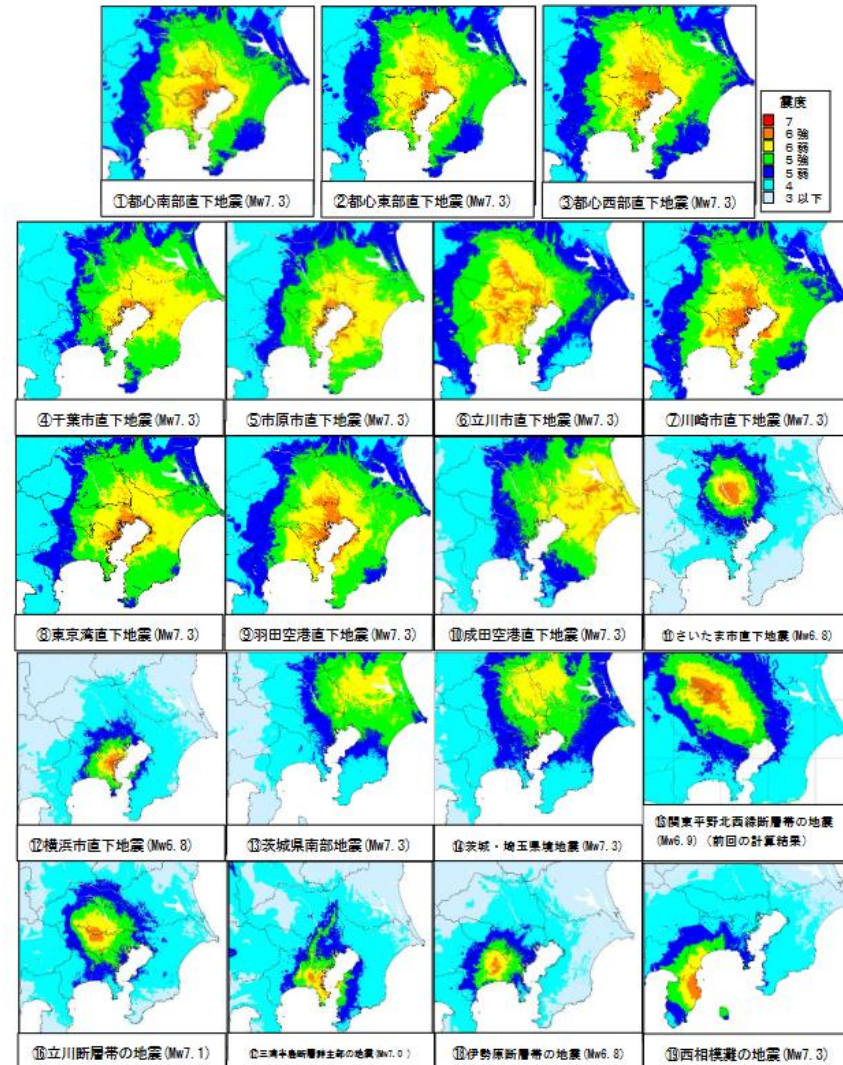 ①都心南部直下地震(Mw7.3)
②都心東部直下地震(Mw7.3)
③都心西部直下地震(Mw7.3)
震度
7
6強
6弱
5強
5弱
4
3以下
④千葉市直下地震(Mw7.3)
⑤市原市直下地震(Mw7.3)
⑥立川市直下地震(Mw7.3)
⑦川崎市直下地震(Mw7.3)
⑧東京湾直下地震(Mw7.3)
⑨羽田空港直下地震(Mw7.3)
⑩成田空港直下地震(Mw7.3)
⑪さいたま市直下地震(Mw6.8)
⑫横浜市直下地震(Mw6.8)
⑬茨城県南部地震(Mw7.3)
⑭茨城・埼玉県境地震(Mw7.3)
⑮関東平野北西縁断層帯の地震
(Mw6.9)(前回の計算結果)
⑯立川断層帯の地震(Mw7.1)
⑰三浦半島断層群主部の地震(Mw7.0)
⑱伊勢原断層帯の地震(Mw6.8)
⑲西相模灘の地震(Mw7.3)